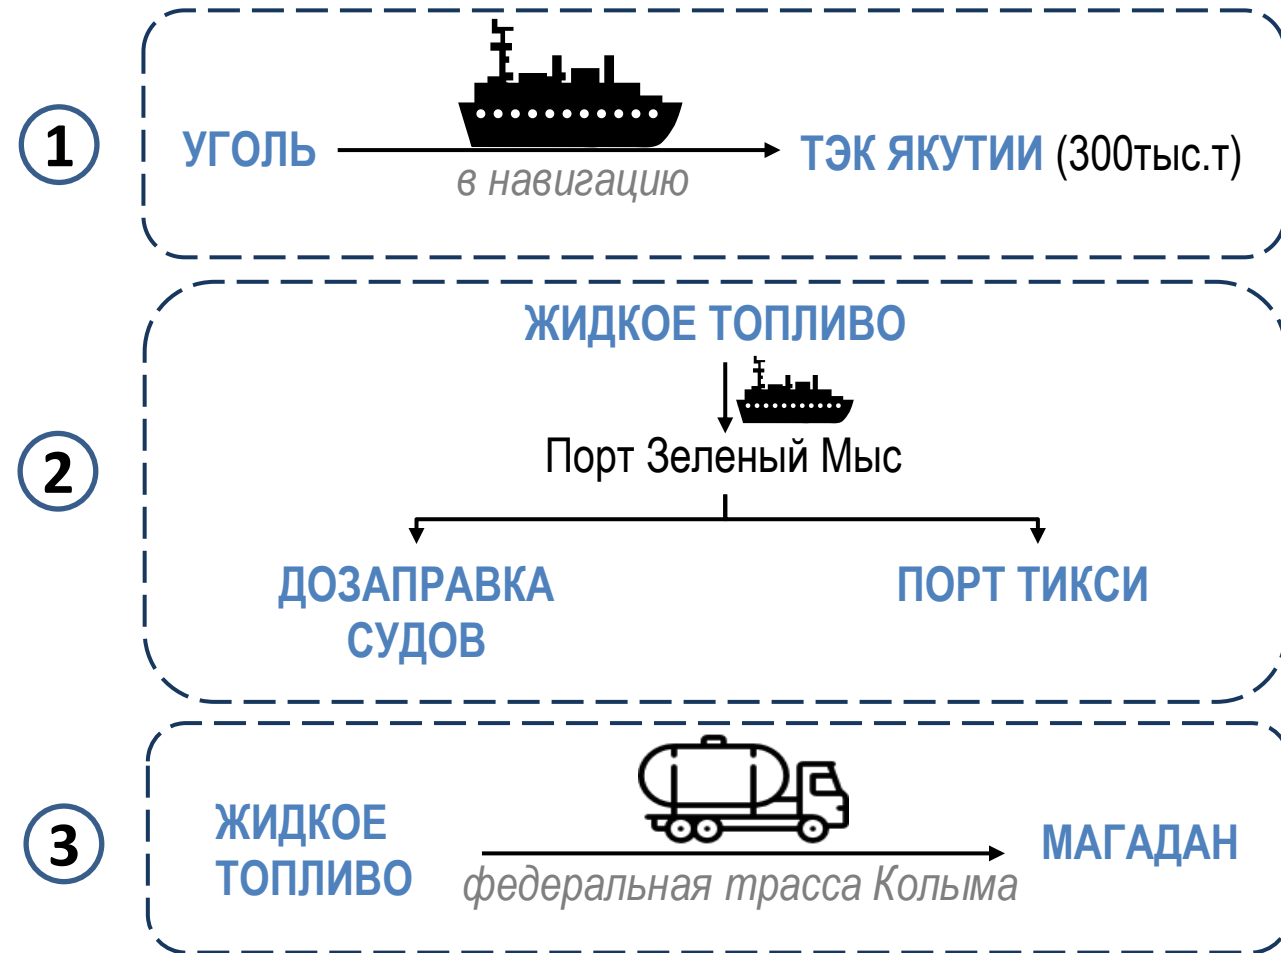 1
УГОЛЬ
в навигацию
ТЭК ЯКУТИИ (300тыс.т)
2
ЖИДКОЕ ТОПЛИВО
Порт Зеленый Мыс
ДОЗАПРАВКА
СУДОВ
ПОРТ ТИКСИ
3
ЖИДКОЕ
ТОПЛИВО
федеральная трасса Колыма
МАГАДАН